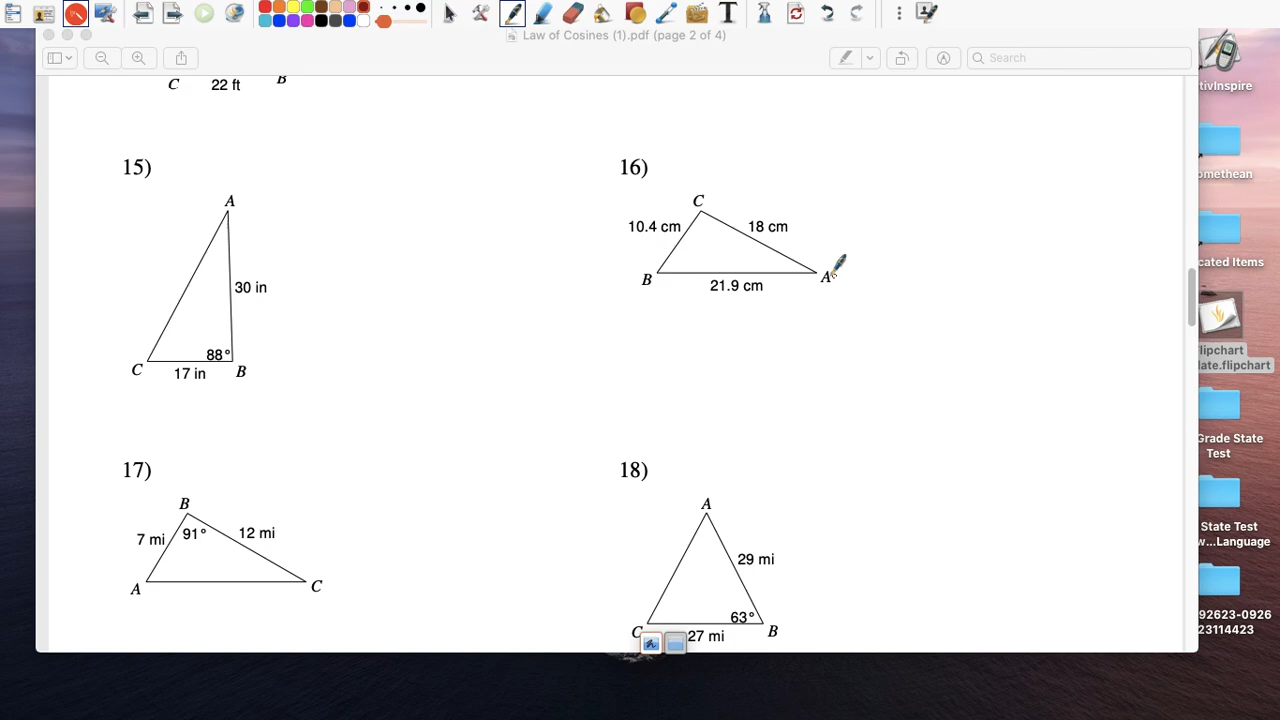 T
Law of Cosines (1).pdf (page 2 of 4)
Search
C 22 ft B
15)
A
30 in
88°
C 17 in B
16)
C
10.4 cm 18 cm
B A
21.9 cm
17)
B
7 mi 91° 12 mi
A C
18)
A
29 mi
63°
C 27 mi B
tivInspire
omethean
cated Items
flipchart
late.flipchart
Grade State
Test
State Test
w...Language
92623-0926
23114423